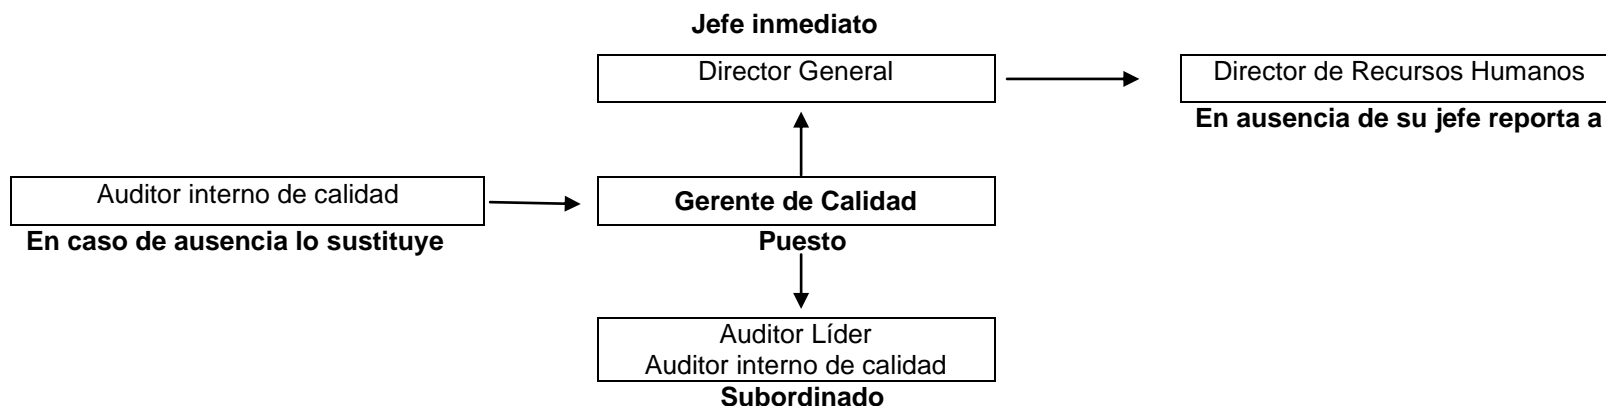 Jefe inmediato
Director General
Director de Recursos Humanos
En ausencia de su jefe reporta a
Auditor interno de calidad
Gerente de Calidad
En caso de ausencia lo sustituye
Puesto
Auditor Líder
Auditor interno de calidad
Subordinado